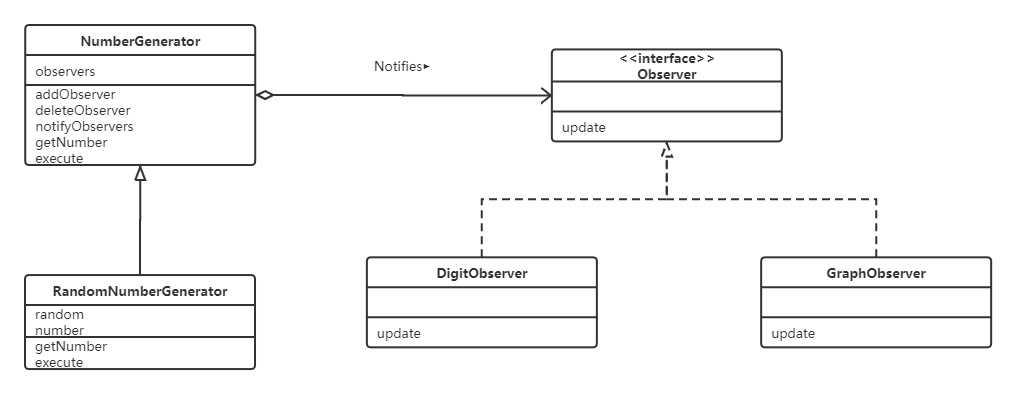 NumberGenerator
observers
addObserver
deleteObserver
notifyObservers
getNumber
execute
Notifies▸
<<interface>>
Observer
update
RandomNumberGenerator
random
number
getNumber
execute
DigitObserver
update
GraphObserver
update